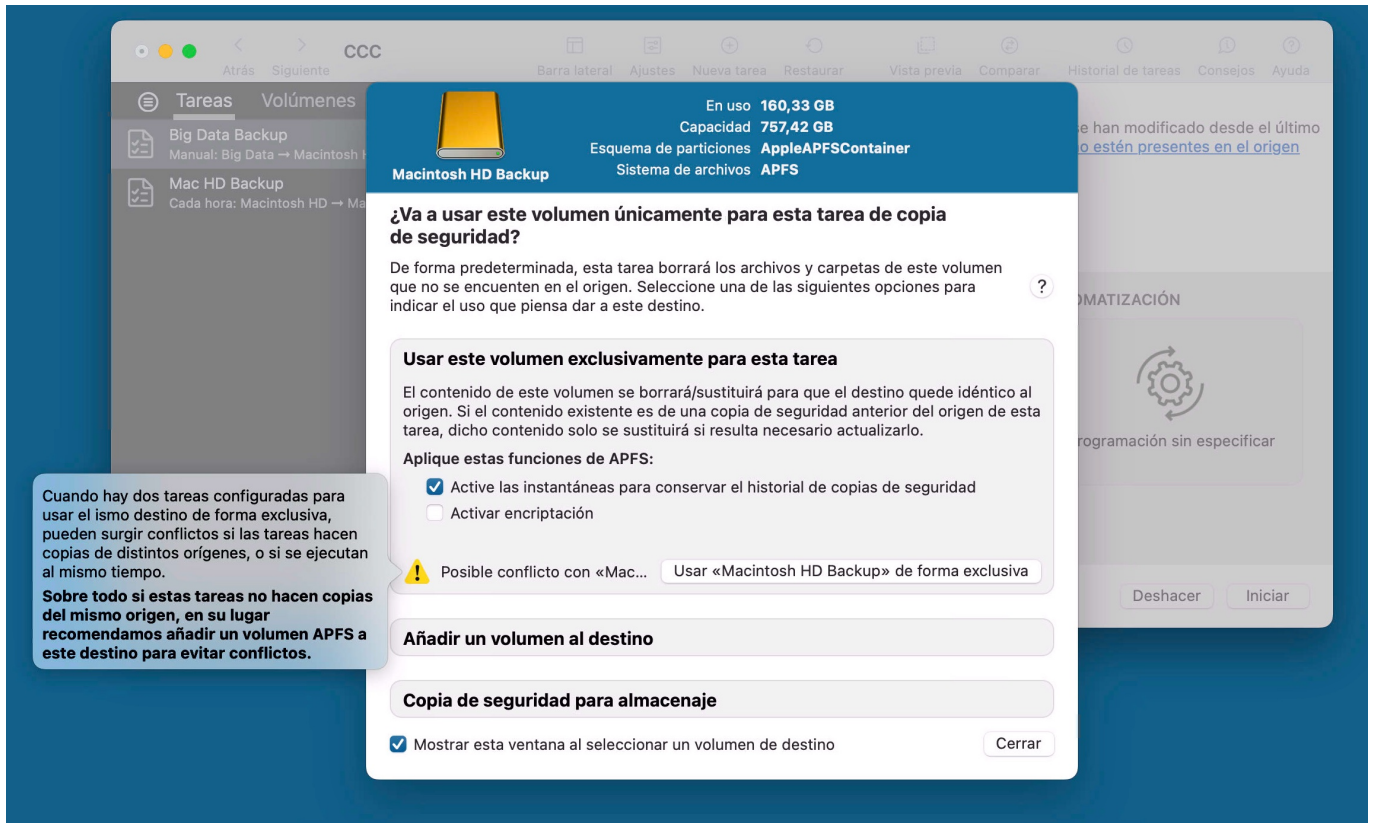 CCC
Atrás
Siguiente
Barra lateral
Ajustes
Nueva tarea
Restaurar
Vista previa
Comparar
Historial de tareas
Consejos
Ayuda
Tareas
Volúmenes
Big Data Backup
Manual: Big Data → Macintosh H
Mac HD Backup
Cada hora: Macintosh HD → Ma
se han modificado desde el último
no estén presentes en el origen
OMATIZACIÓN
rogramación sin especificar
Deshacer
Iniciar
Macintosh HD Backup
En uso 160,33 GB
Capacidad 757,42 GB
Esquema de particiones AppleAPFSContainer
Sistema de archivos APFS
¿Va a usar este volumen únicamente para esta tarea de copia
de seguridad?
De forma predeterminada, esta tarea borrará los archivos y carpetas de este volumen
que no se encuenten en el origen. Seleccione una de las siguientes opciones para
indicar el uso que piensa dar a este destino.
?
Usar este volumen exclusivamente para esta tarea
El contenido de este volumen se borrará/sustituirá para que el destino quede idéntico al
origen. Si el contenido existente es de una copia de seguridad anterior del origen de esta
tarea, dicho contenido solo se sustituirá si resulta necesario actualizarlo.
Aplique estas funciones de APFS:
Active las instantáneas para conservar el historial de copias de seguridad
Activar encriptación
Posible conflicto con «Mac...
Usar «Macintosh HD Backup» de forma exclusiva
Cuando hay dos tareas configuradas para
usar el ismo destino de forma exclusiva,
pueden surgir conflictos si las tareas hacen
copias de distintos orígenes, o si se ejecutan
al mismo tiempo.
Sobre todo si estas tareas no hacen copias
del mismo origen, en su lugar
recomendamos añadir un volumen APFS a
este destino para evitar conflictos.
Añadir un volumen al destino
Copia de seguridad para almacenaje
Mostrar esta ventana al seleccionar un volumen de destino
Cerrar